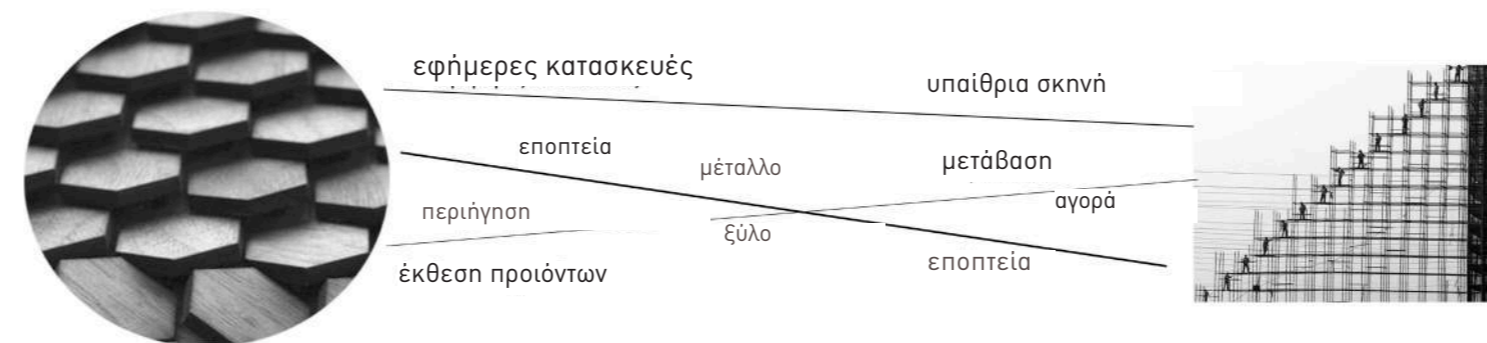 εφήμερες κατασκευές
υπαίθρια σκηνή
εποπτεία
μέταλλο
μετάβαση
περιήγηση
ξύλο
αγορά
έκθεση προιόντων
εποπτεία